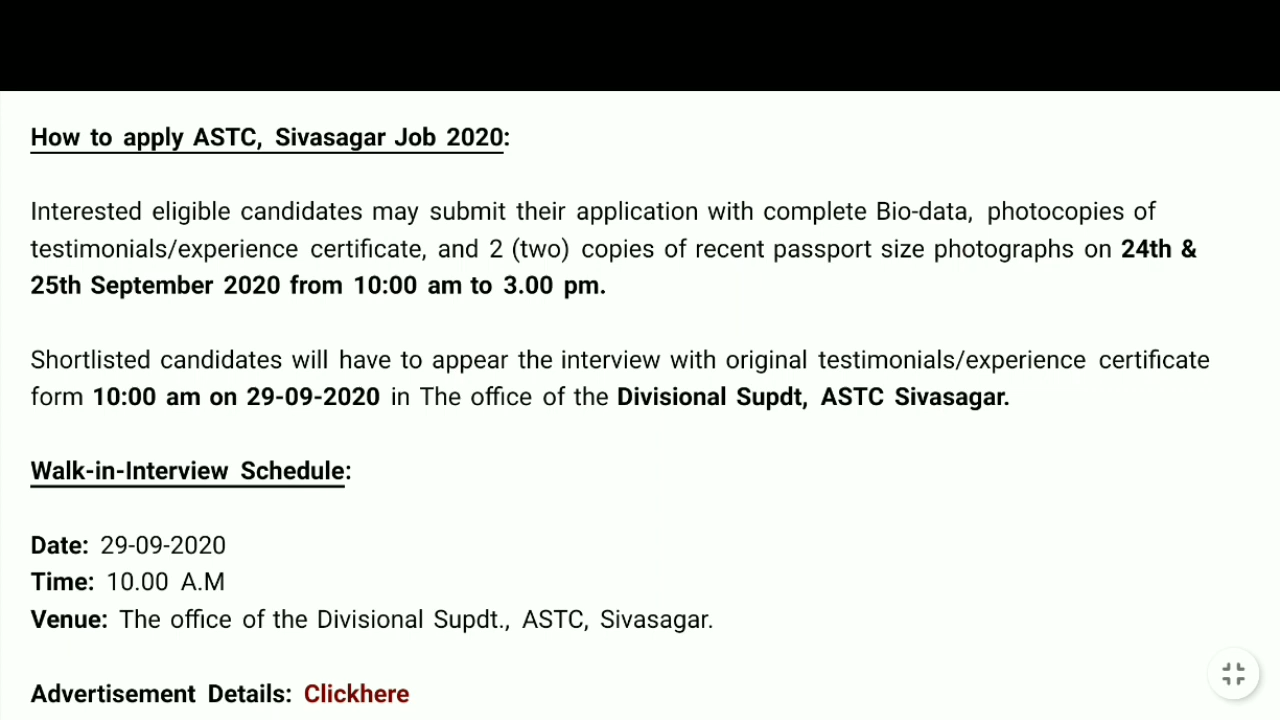 How to apply ASTC, Sivasagar Job 2020:
Interested eligible candidates may submit their application with complete Bio-data, photocopies of
testimonials/experience certificate, and 2 (two) copies of recent passport size photographs on 24th &
25th September 2020 from 10:00 am to 3.00 pm.
Shortlisted candidates will have to appear the interview with original testimonials/experience certificate
form 10:00 am on 29-09-2020 in The office of the Divisional Supdt, ASTC Sivasagar.
Walk-in-Interview Schedule:
Date: 29-09-2020
Time: 10.00 A.M
Venue: The office of the Divisional Supdt., ASTC, Sivasagar.
Advertisement Details: Clickhere